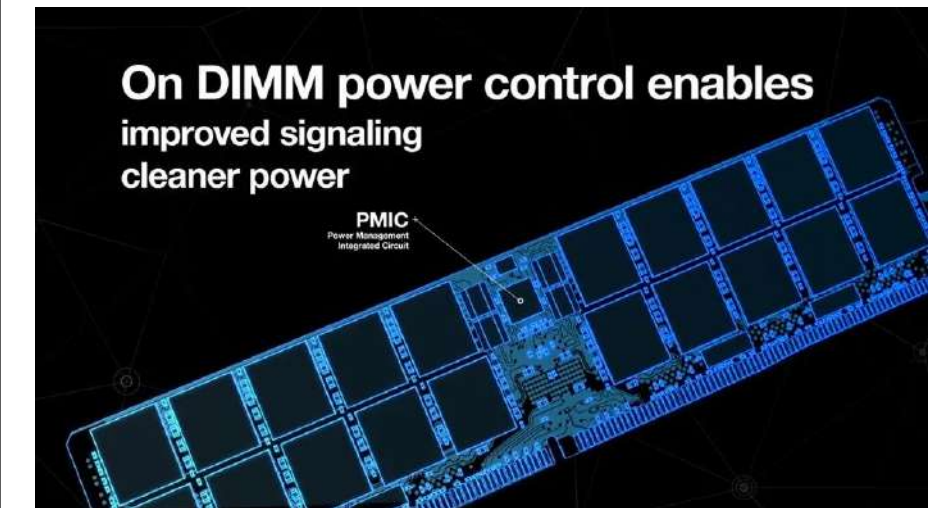 On DIMM power control enables
improved signaling
cleaner power
PMIC
Power Management
Integrated Circuit